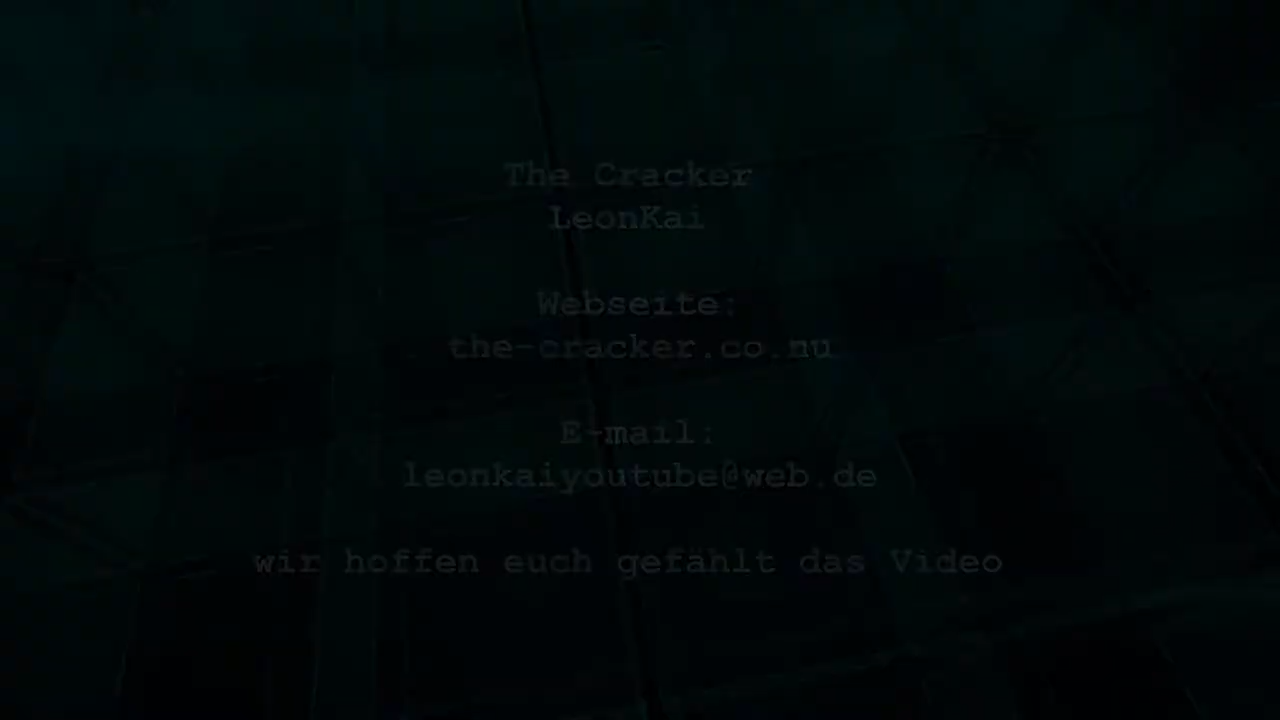 The Cracker
LeonKai
Webseite:
the-cracker.co.nu
E-mail:
leonkaiyoutube@web.de
wir hoffen euch gefählt das Video